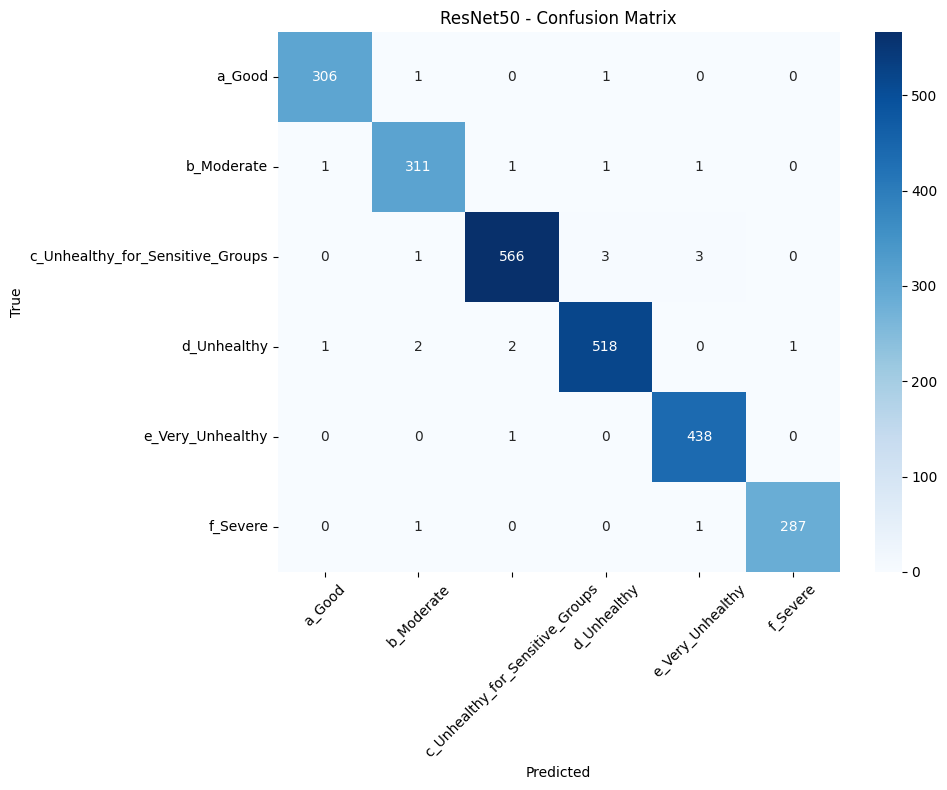 ResNet50 - Confusion Matrix
True
a_Good 306 1 0 1 0 0
b_Moderate 1 311 1 1 1 0
c_Unhealthy_for_Sensitive_Groups 0 1 566 3 3 0
d_Unhealthy 1 2 2 518 0 1
e_Very_Unhealthy 0 0 1 0 438 0
f_Severe 0 1 0 0 1 287
a_Good
b_Moderate
c_Unhealthy_for_Sensitive_Groups
d_Unhealthy
e_Very_Unhealthy
f_Severe
Predicted
500
400
300
200
100
0